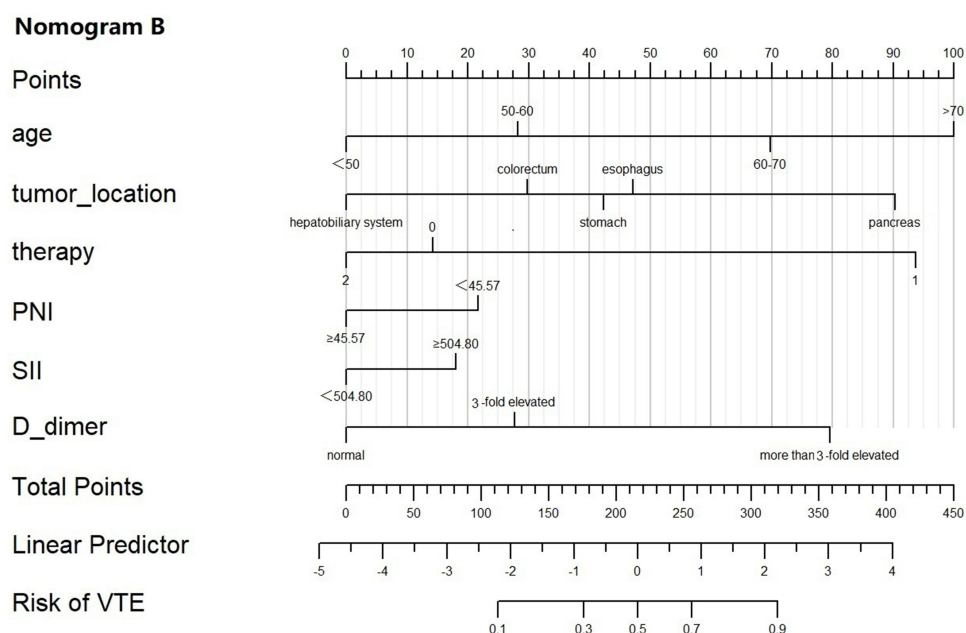 Nomogram B
0 10 20 30 40 50 60 70 80 90 100
Points
50-60 >70
age
<50 60-70
colorectum esophagus
tumor_location
hepatobiliary system stomach pancreas
0
therapy
2 1
<45.57
PNI
≥45.57
≥504.80
SII
<504.80
3-fold elevated
D_dimer
normal more than 3-fold elevated
Total Points
0 50 100 150 200 250 300 350 400 450
Linear Predictor
-5 -4 -3 -2 -1 0 1 2 3 4
Risk of VTE
0.1 0.3 0.5 0.7 0.9